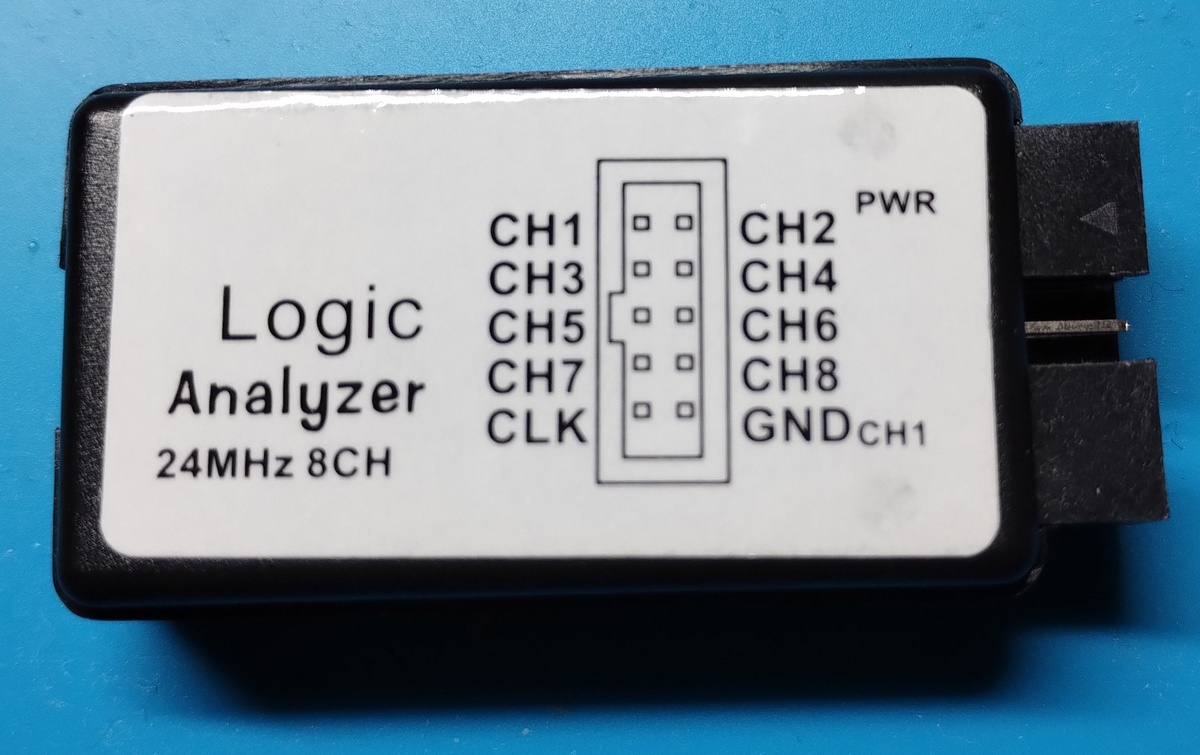 Logic
Analyzer
24MHz 8CH
CH1 CH2
CH3 CH4
CH5 CH6
CH7 CH8
CLK GND
PWR
CH1